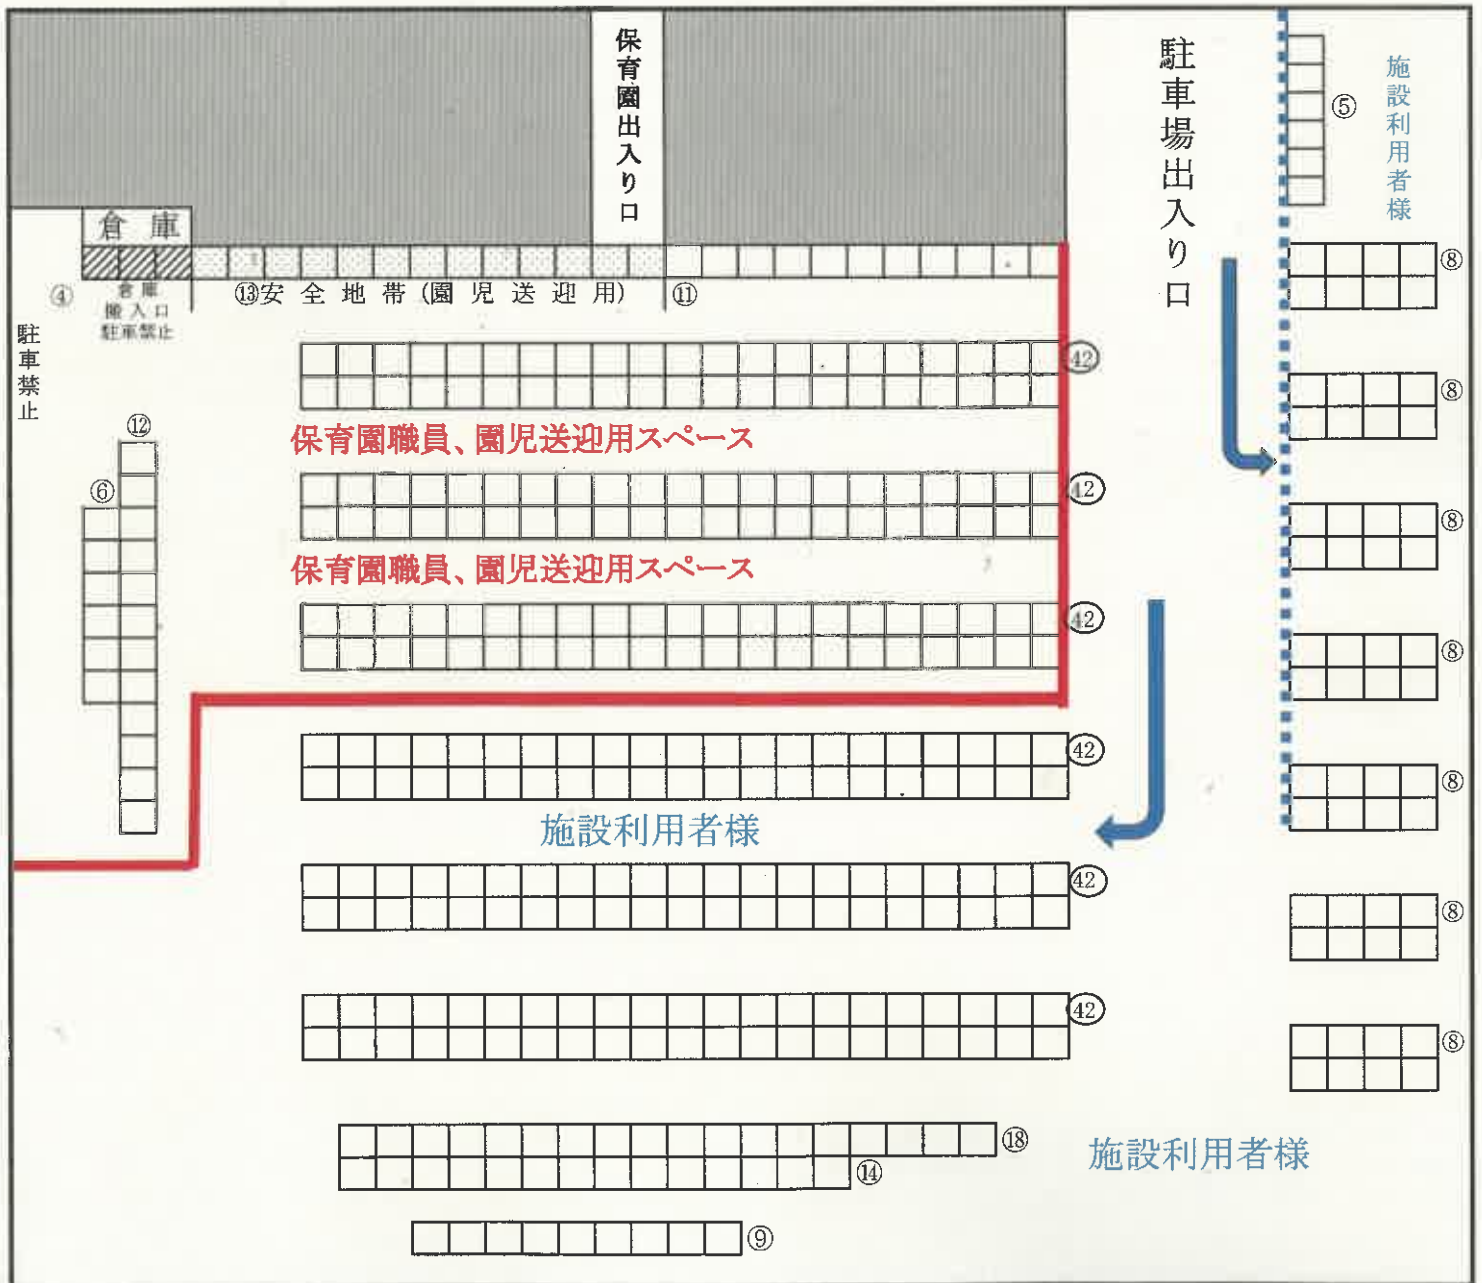 保育園出入り口
駐車場出入り口
⑤
施設利用者様
倉庫
④
倉庫
搬入口
駐車禁止
⑬安全地帯(園児送迎用)
⑪
⑧
駐車禁止
㊷
⑧
⑫
保育園職員、園児送迎用スペース
⑥
㊷
⑧
保育園職員、園児送迎用スペース
㊷
⑧
㊷
⑧
施設利用者様
㊷
⑧
㊷
⑧
⑱
施設利用者様
⑭
⑨